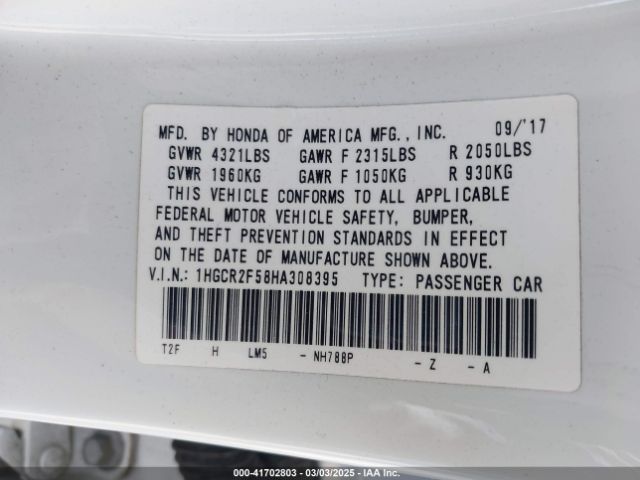 MFD. BY HONDA OF AMERICA MFG., INC. 09/'17
GVWR 4321LBS GAWR F 2315LBS R 2050LBS
GVWR 1960KG GAWR F 1050KG R 930KG
THIS VEHICLE CONFORMS TO ALL APPLICABLE
FEDERAL MOTOR VEHICLE SAFETY, BUMPER,
AND THEFT PREVENTION STANDARDS IN EFFECT
ON THE DATE OF MANUFACTURE SHOWN ABOVE.
V.I.N.: 1HGCR2F58HA308395 TYPE: PASSENGER CAR
T2F H LM5 - NH788P - Z - A
000-41702803 - 03/03/2025 - IAA Inc.